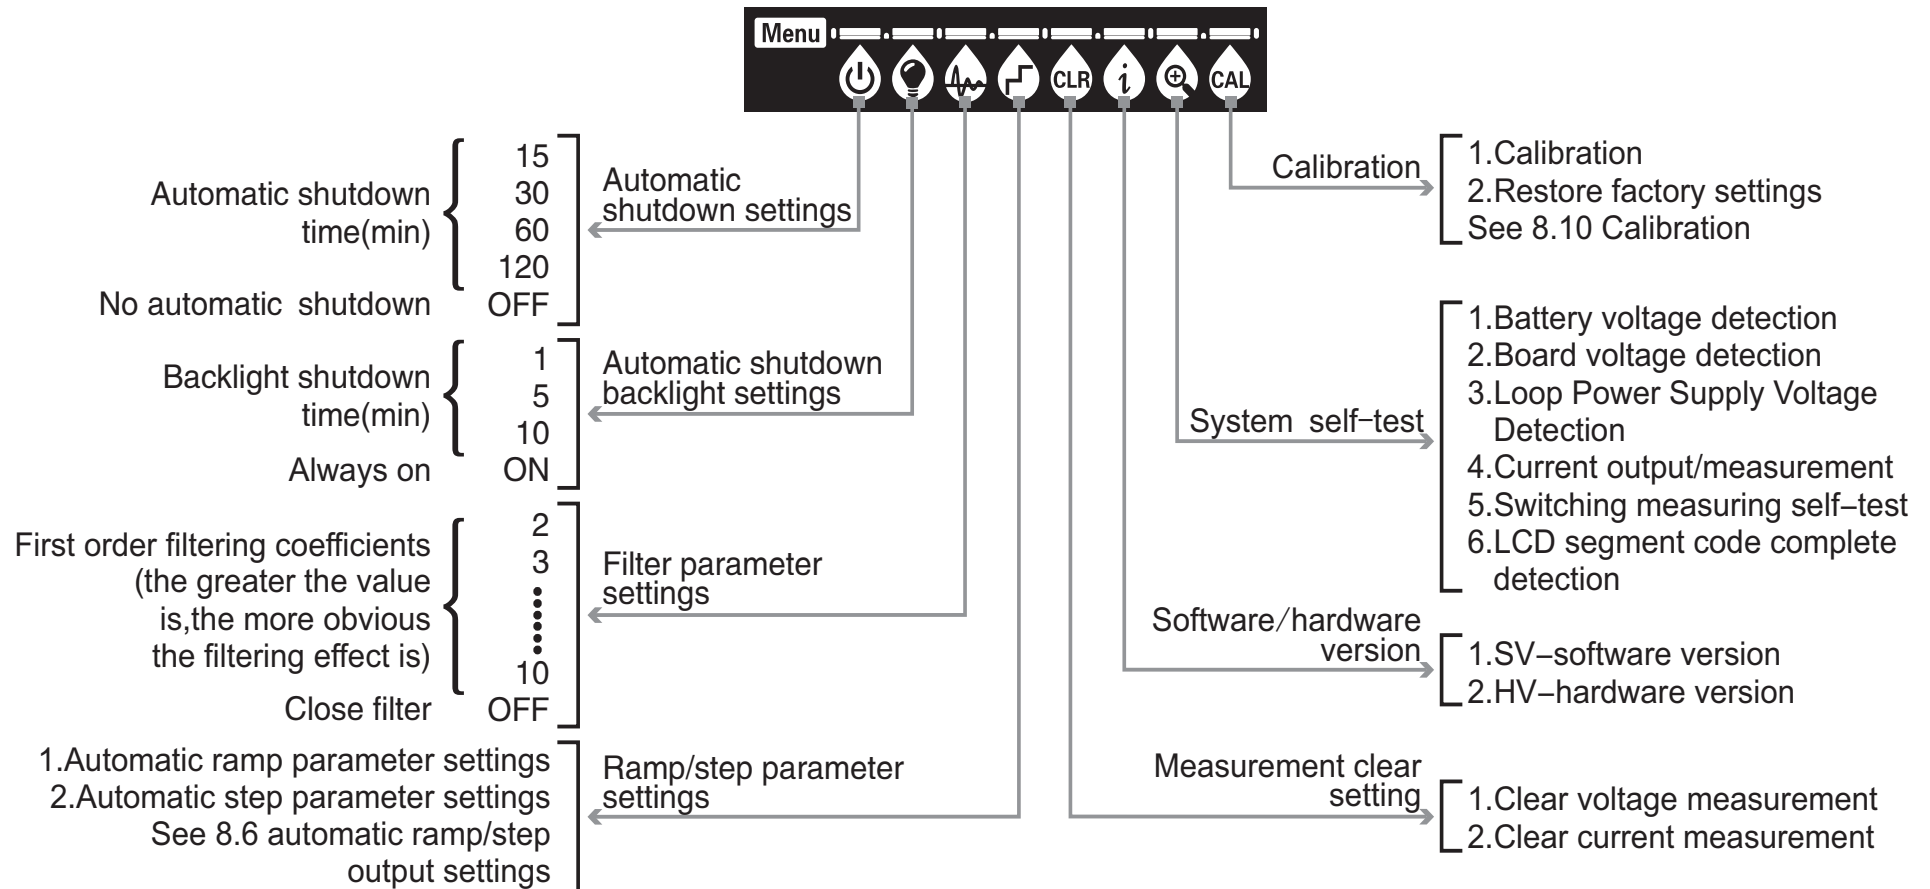 Menu
CLR
i
CAL
Automatic shutdown
time(min)
15
30
60
120
No automatic shutdown
OFF
Automatic
shutdown settings
Backlight shutdown
time(min)
1
5
10
Always on
ON
Automatic shutdown
backlight settings
First order filtering coefficients
(the greater the value
is,the more obvious
the filtering effect is)
2
3
10
Close filter
OFF
Filter parameter
settings
1.Automatic ramp parameter settings
2.Automatic step parameter settings
See 8.6 automatic ramp/step
output settings
Ramp/step parameter
settings
Calibration
1.Calibration
2.Restore factory settings
See 8.10 Calibration
System self-test
1.Battery voltage detection
2.Board voltage detection
3.Loop Power Supply Voltage
Detection
4.Current output/measurement
5.Switching measuring self-test
6.LCD segment code complete
detection
Software/hardware
version
1.SV-software version
2.HV-hardware version
Measurement clear
setting
1.Clear voltage measurement
2.Clear current measurement